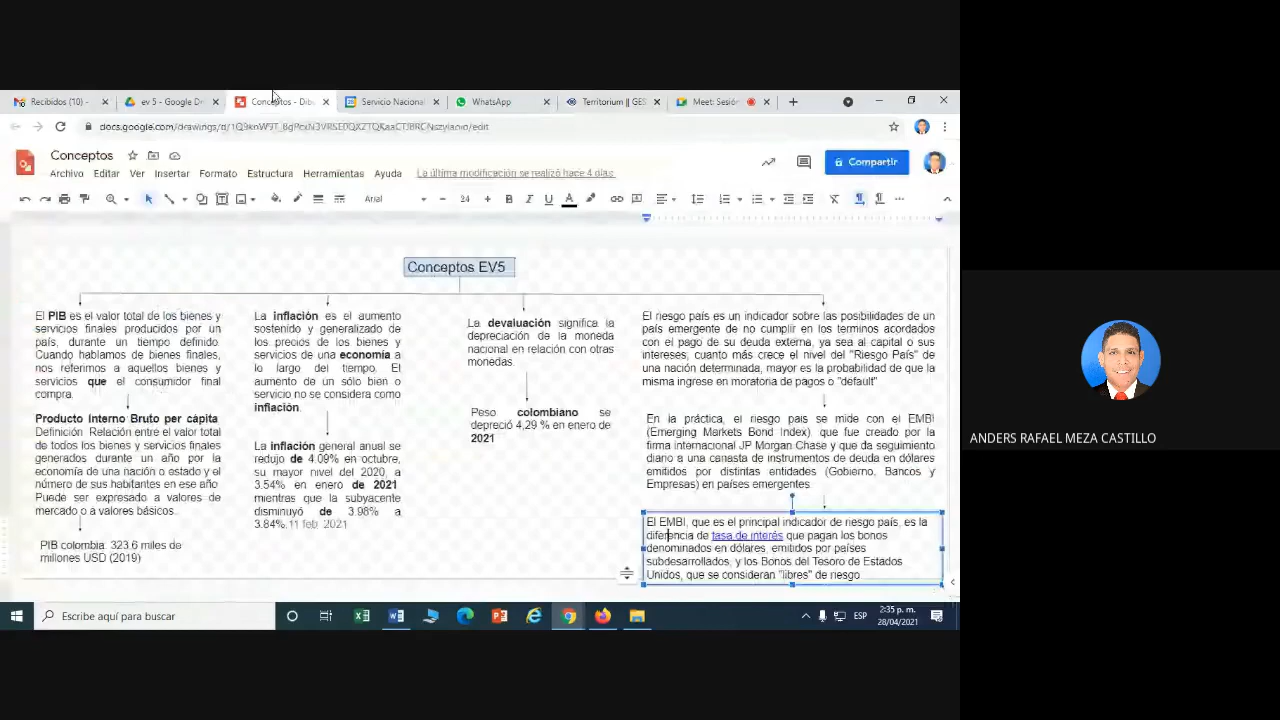 Recibidos (10) -
ev 5 - Google Dr
Conceptos - Dibu
Servicio Nacional
WhatsApp
Territorium || GES
Meet: Sesión
docs.google.com/drawings/d/
Conceptos
Compartir
Archivo Editar Ver Insertar Formato Estructura Herramientas Ayuda La última modificación se realizó hace 4 días
Arial 24
Conceptos EV5
El PIB es el valor total de los bienes y
servicios finales producidos por un
país, durante un tiempo definido.
Cuando hablamos de bienes finales,
nos referimos a aquellos bienes y
servicios que el consumidor final
compra.
Producto Interno Bruto per cápita
Definición Relación entre el valor total
de todos los bienes y servicios finales
generados durante un año por la
economía de una nación o estado y el
número de sus habitantes en ese año
Puede ser expresado a valores de
mercado o a valores básicos.
PIB colombia. 323.6 miles de
millones USD (2019)
La inflación es el aumento
sostenido y generalizado de
los precios de los bienes y
servicios de una economía a
lo largo del tiempo. El
aumento de un sólo bien o
servicio no se considera como
inflación.
La inflación general anual se
redujo de 4.09% en octubre,
su mayor nivel del 2020, a
3.54% en enero de 2021
mientras que la subyacente
disminuyó de 3.98% a
3.84%.11 feb. 2021
La devaluación significa la
depreciación de la moneda
nacional en relación con otras
monedas.
Peso colombiano se
depreció 4,29 % en enero de
2021
El riesgo país es un indicador sobre las posibilidades de un
país emergente de no cumplir en los terminos acordados
con el pago de su deuda externa, ya sea al capital o sus
intereses, cuanto más crece el nivel del "Riesgo País" de
una nación determinada, mayor es la probabilidad de que la
misma ingrese en moratoria de pagos o "default"
En la práctica, el riesgo país se mide con el EMBI
(Emerging Markets Bond Index), que fue creado por la
firma internacional JP Morgan Chase y que da seguimiento
diario a una canasta de instrumentos de deuda en dólares
emitidos por distintas entidades (Gobierno, Bancos y
Empresas) en países emergentes.
El EMBI, que es el principal indicador de riesgo país, es la
diferencia de tasa de interés que pagan los bonos
denominados en dólares, emitidos por países
subdesarrollados, y los Bonos del Tesoro de Estados
Unidos, que se consideran "libres" de riesgo
Escribe aquí para buscar
ESP
2:35 p. m.
28/04/2021
ANDERS RAFAEL MEZA CASTILLO